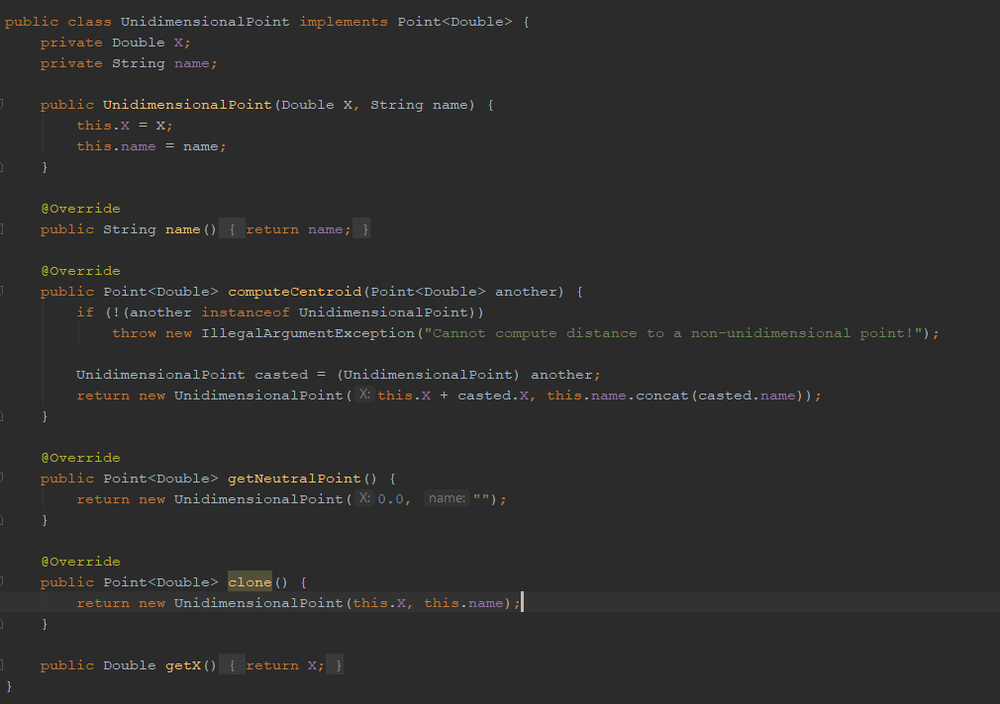 public class UnidimensionalPoint implements Point<Double> {
    private Double X;
    private String name;

    public UnidimensionalPoint(Double X, String name) {
        this.X = X;
        this.name = name;
    }

    @Override
    public String name() { return name; }

    @Override
    public Point<Double> computeCentroid(Point<Double> another) {
        if (!(another instanceof UnidimensionalPoint))
            throw new IllegalArgumentException("Cannot compute distance to a non-unidimensional point!");

        UnidimensionalPoint casted = (UnidimensionalPoint) another;
        return new UnidimensionalPoint( X: this.X + casted.X, this.name.concat(casted.name));
    }

    @Override
    public Point<Double> getNeutralPoint() {
        return new UnidimensionalPoint( X: 0.0, name: "");
    }

    @Override
    public Point<Double> clone() {
        return new UnidimensionalPoint(this.X, this.name);
    }

    public Double getX() { return X; }
}